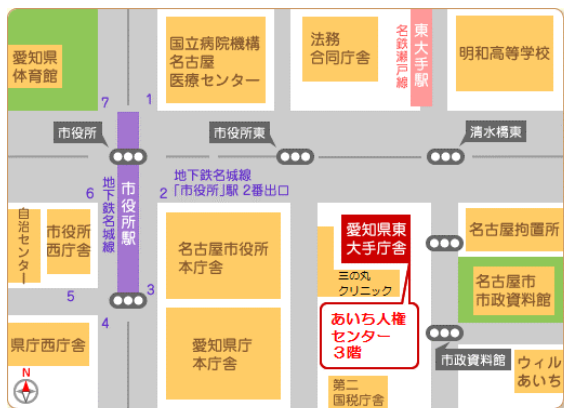 愛知県
体育館
国立病院機構
名古屋
医療センター
法務
合同庁舎
名鉄瀬戸線
東大手駅
明和高等学校
7
1
市役所
市役所東
清水橋東
地下鉄名城線
「市役所」駅 2番出口
6
2
地下鉄名城線
市役所駅
自治センター
市役所
西庁舎
名古屋市役所
本庁舎
愛知県東
大手庁舎
三の丸
クリニック
名古屋拘置所
名古屋市
市政資料館
5
3
4
あいち人権
センター
3階
県庁西庁舎
愛知県庁
本庁舎
市政資料館
ウィル
あいち
第二
国税庁舎
N